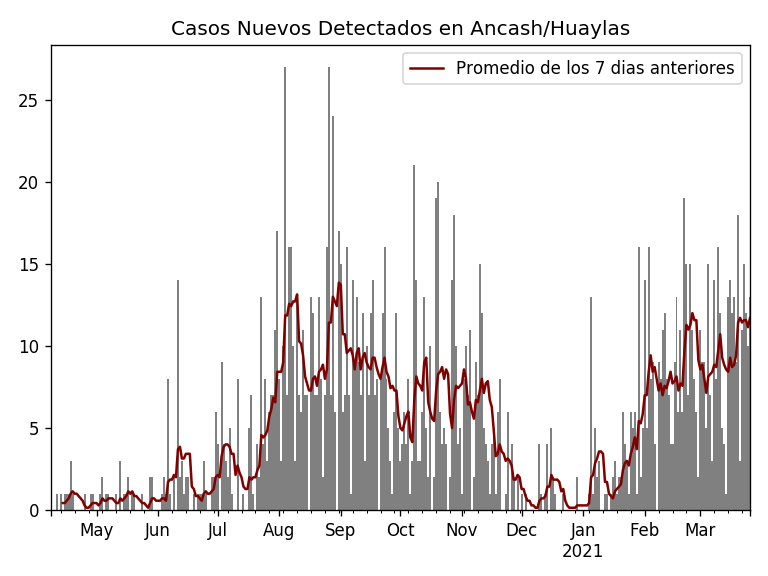 Casos Nuevos Detectados en Ancash/Huaylas
Promedio de los 7 dias anteriores
25
20
15
10
5
0
May Jun Jul Aug Sep Oct Nov Dec Jan Feb Mar
2021